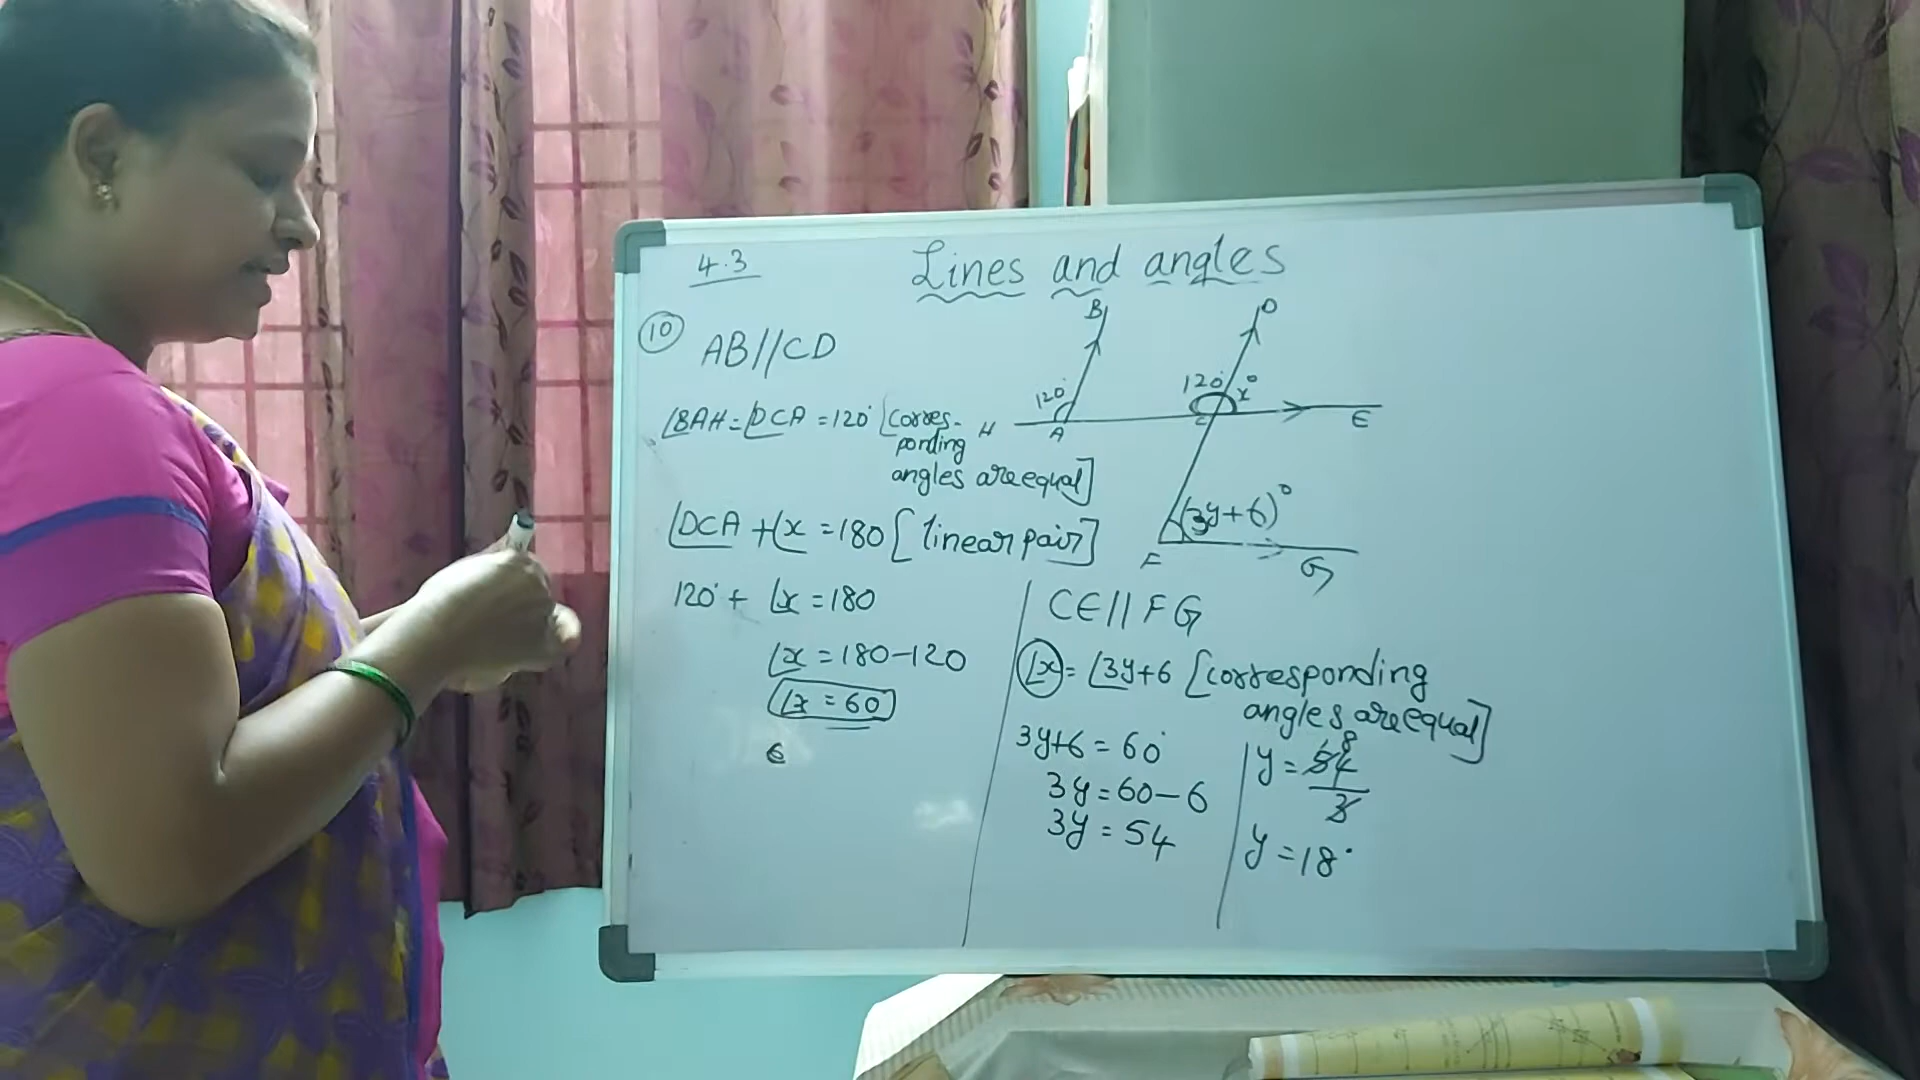 4.3
Lines and angles
10
AB//CD
∠BAH = ∠DCA = 120° [corres-
ponding
angles are equal]
∠DCA + ∠x = 180 [linear pair]
120° + ∠x = 180
∠x = 180-120
∠x = 60
B
D
120°
120°
x°
H
A
C
E
(3y+6)°
F
G
CE // FG
∠x = ∠3y+6 [corresponding
angles are equal]
3y+6 = 60°
3y = 60-6
3y = 54
18
y = 54
3
y = 18°